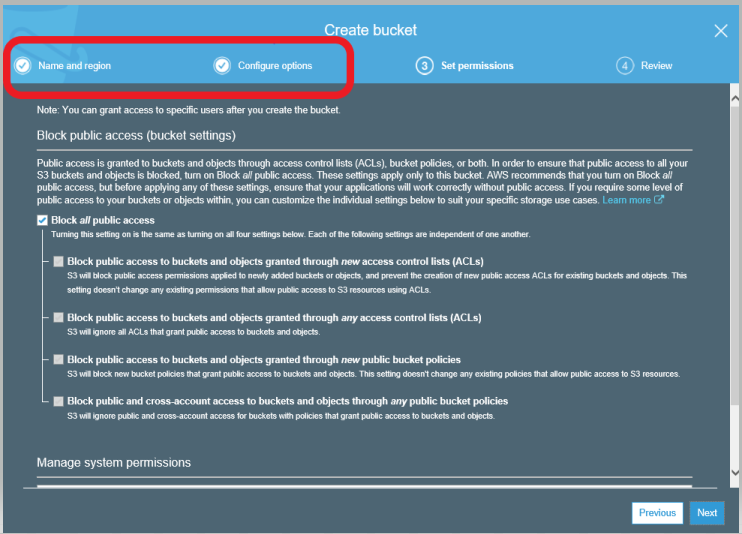 Create bucket
Name and region
Configure options
3 Set permissions
4 Review
Note: You can grant access to specific users after you create the bucket.
Block public access (bucket settings)
Public access is granted to buckets and objects through access control lists (ACLs), bucket policies, or both. In order to ensure that public access to all your
S3 buckets and objects is blocked, turn on Block all public access. These settings apply only to this bucket. AWS recommends that you turn on Block all
public access, but before applying any of these settings, ensure that your applications will work correctly without public access. If you require some level of
public access to your buckets or objects within, you can customize the individual settings below to suit your specific storage use cases. Learn more
Block all public access
Turning this setting on is the same as turning on all four settings below. Each of the following settings are independent of one another.
Block public access to buckets and objects granted through new access control lists (ACLs)
S3 will block public access permissions applied to newly added buckets or objects, and prevent the creation of new public access ACLs for existing buckets and objects. This
setting doesn't change any existing permissions that allow public access to S3 resources using ACLs.
Block public access to buckets and objects granted through any access control lists (ACLs)
S3 will ignore all ACLs that grant public access to buckets and objects.
Block public access to buckets and objects granted through new public bucket policies
S3 will block new bucket policies that grant public access to buckets and objects. This setting doesn't change any existing policies that allow public access to S3 resources.
Block public and cross-account access to buckets and objects through any public bucket policies
S3 will ignore public and cross-account access for buckets with policies that grant public access to buckets and objects.
Manage system permissions
Previous
Next